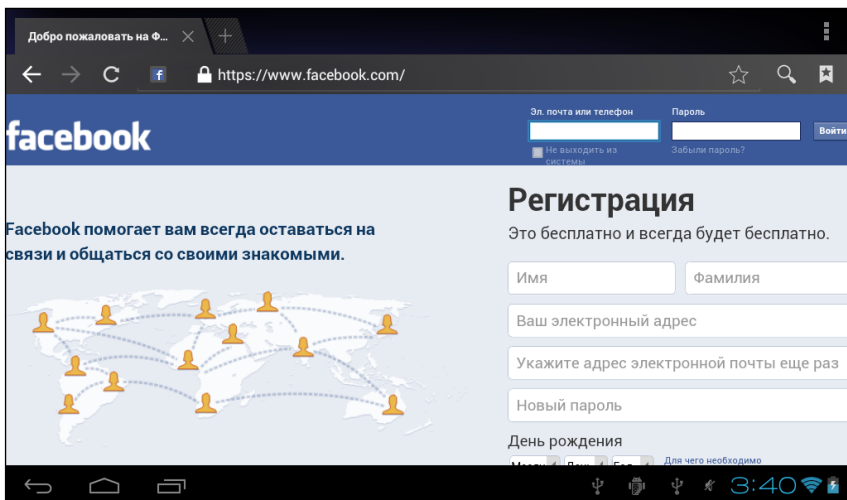 Добро пожаловать на Ф...
https://www.facebook.com/
facebook
Эл. почта или телефон
Пароль
Войти
Не выходить из
системы
Забыли пароль?
Facebook помогает вам всегда оставаться на
связи и общаться со своими знакомыми.
Регистрация
Это бесплатно и всегда будет бесплатно.
Имя
Фамилия
Ваш электронный адрес
Укажите адрес электронной почты еще раз
Новый пароль
День рождения
Месяц
День
Год
Для чего необходимо
3:40